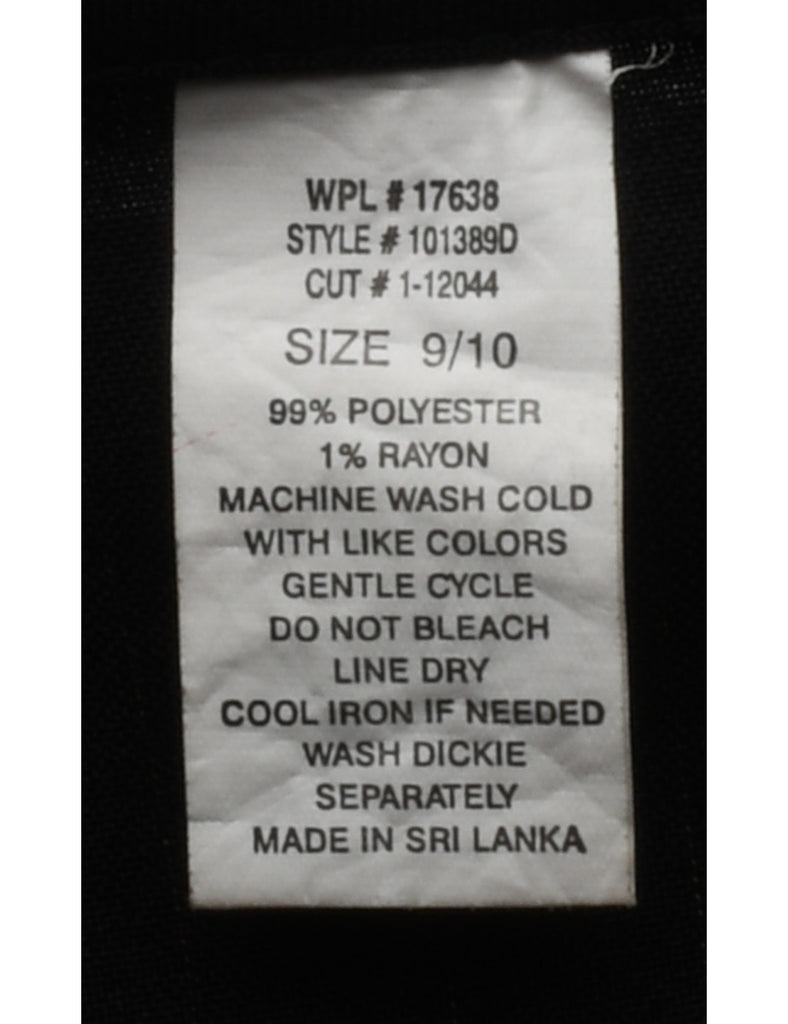 WPL # 17638
STYLE # 101389D
CUT # 1-12044
SIZE 9/10
99% POLYESTER
1% RAYON
MACHINE WASH COLD
WITH LIKE COLORS
GENTLE CYCLE
DO NOT BLEACH
LINE DRY
COOL IRON IF NEEDED
WASH DICKIE
SEPARATELY
MADE IN SRI LANKA